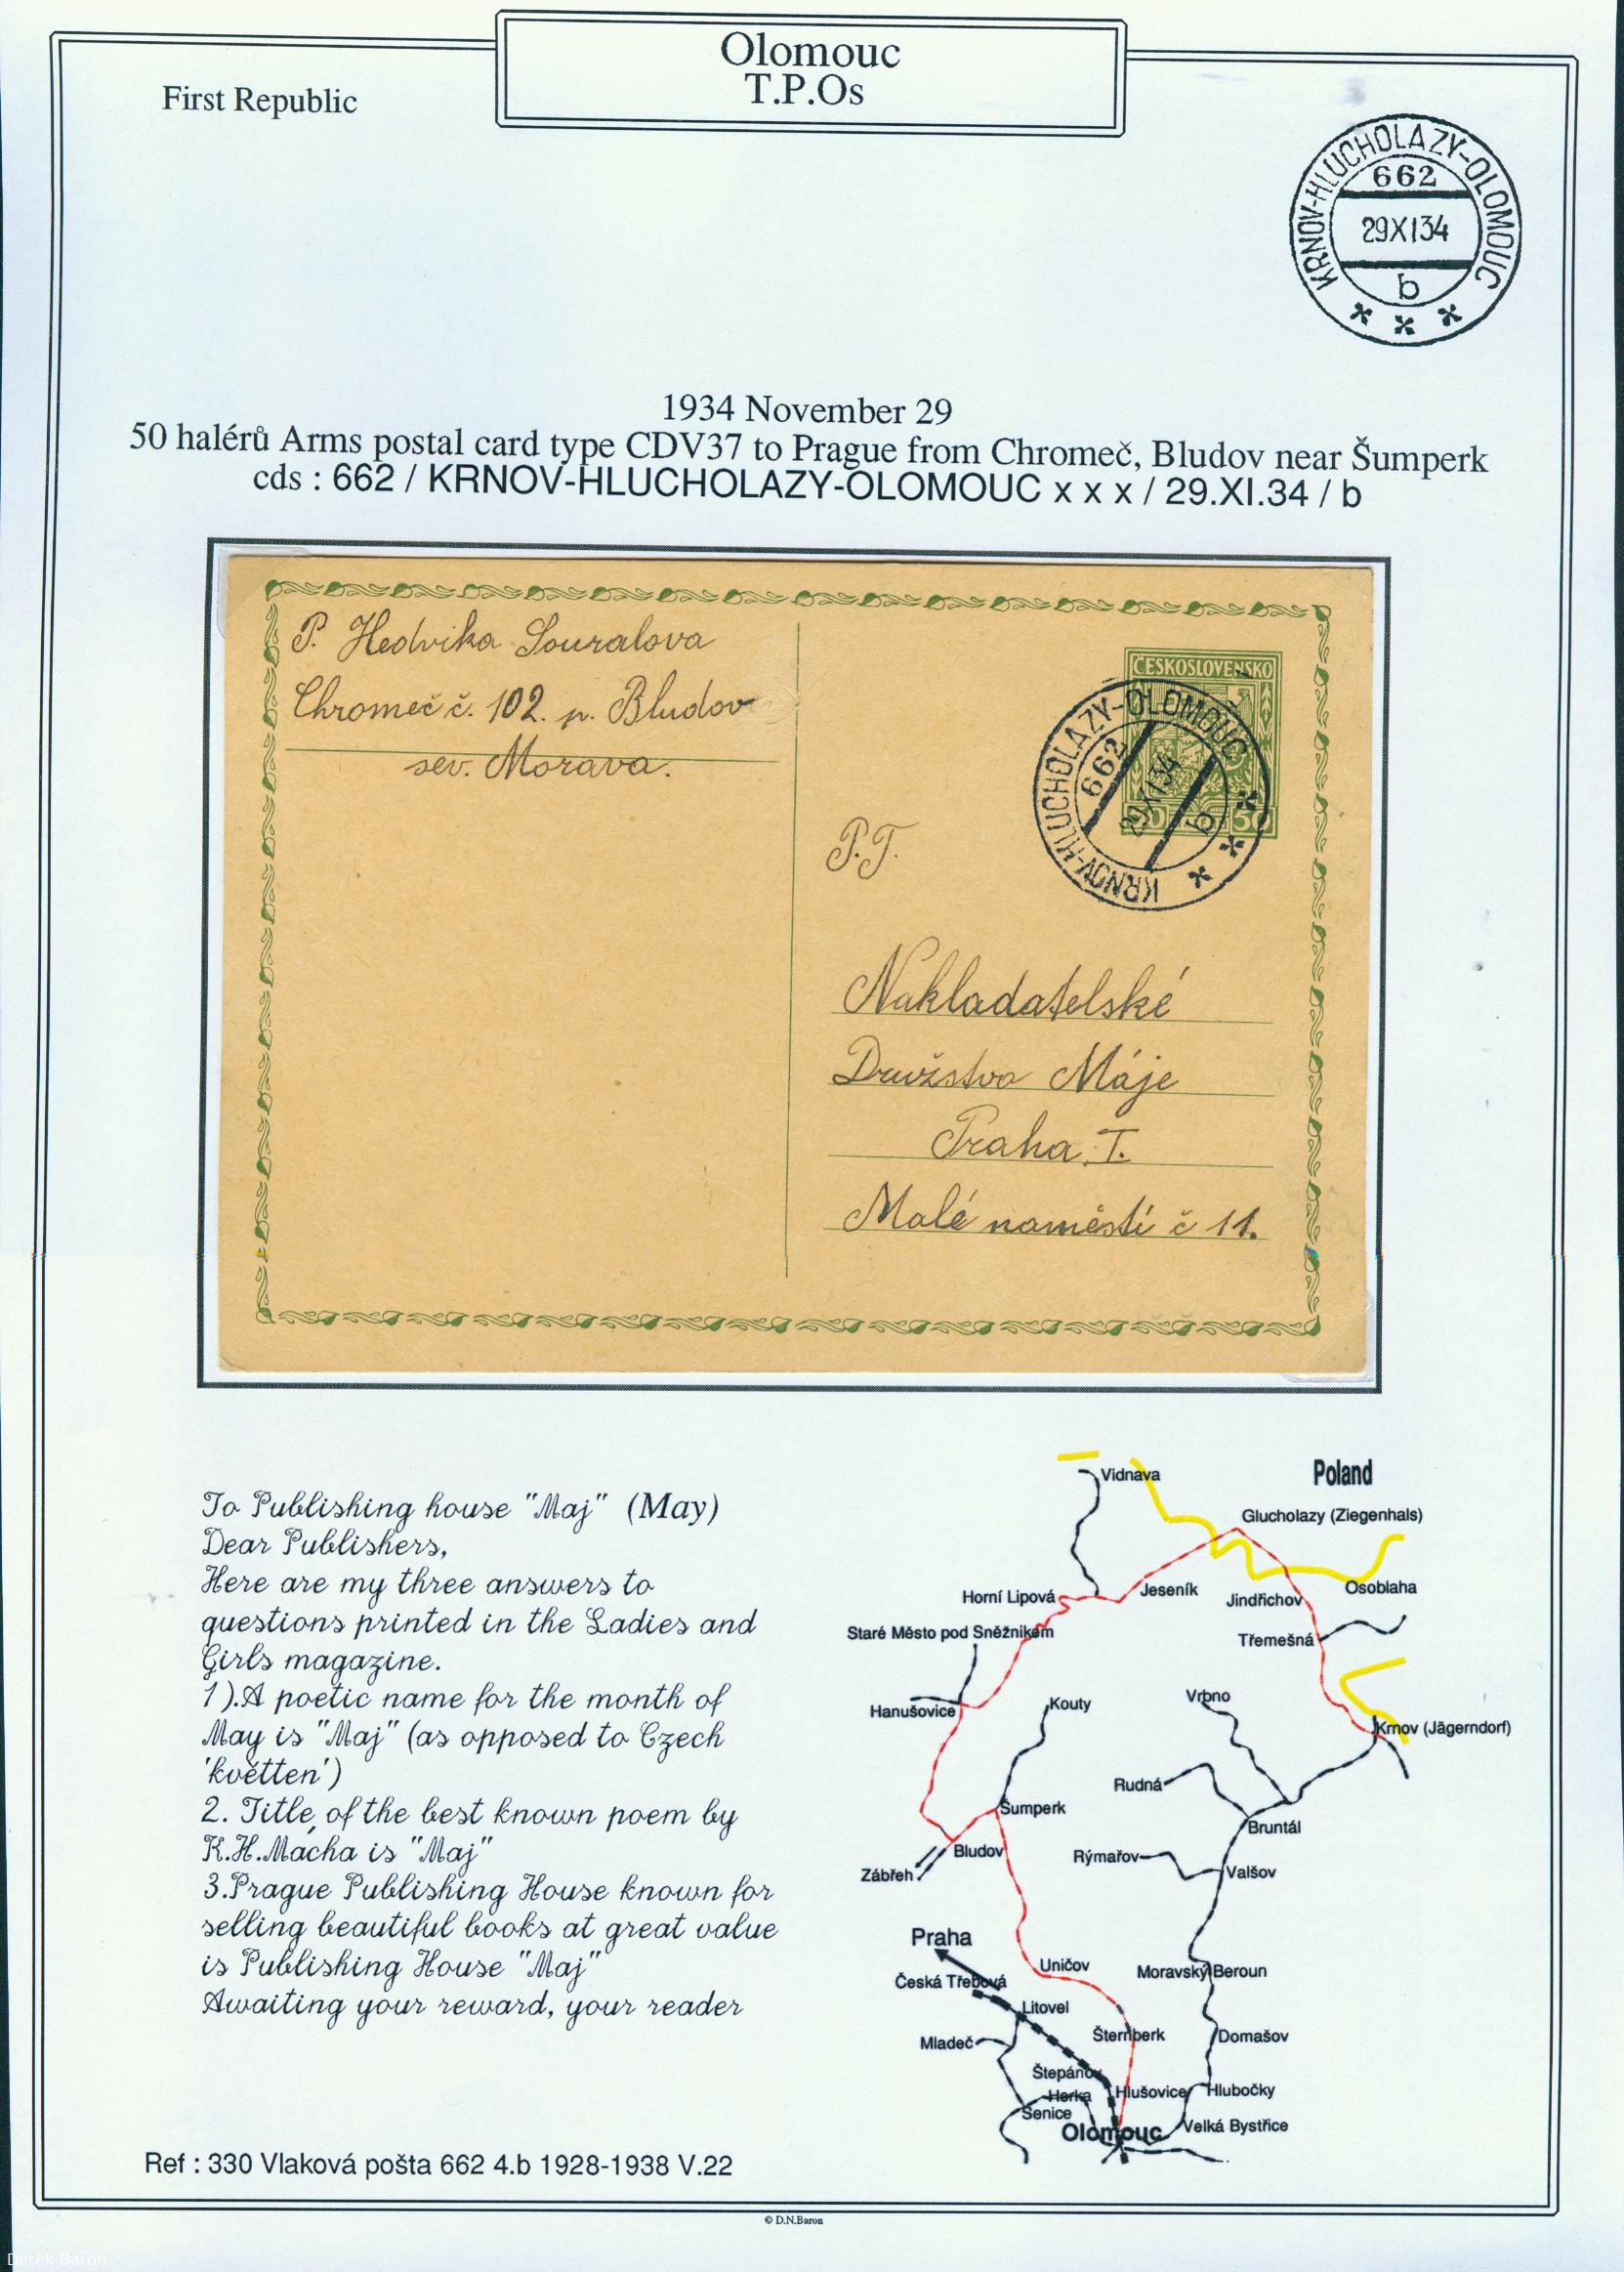 Olomouc
T.P.Os
First Republic
KRNOV-HLUCHOLAZY-OLOMOUC
662
29XI34
b
1934 November 29
50 halérů Arms postal card type CDV37 to Prague from Chromeč, Bludov near Šumperk
cds : 662 / KRNOV-HLUCHOLAZY-OLOMOUC x x x / 29.XI.34 / b
P. Hedvika Souralova
Chromeč č. 102. p. Bludov
sev. Morava.
ČESKOSLOVENSKO
50 50
KRNOV-HLUCHOLAZY-OLOMOUC
662
29XI34
b
P.T.
Nakladatelské
Družstvo Máje
Praha I.
Malé naměstí č 11.
To Publishing house "Maj" (May)
Dear Publishers,
Here are my three answers to
questions printed in the Ladies and
Girls magazine.
1).A poetic name for the month of
May is "Maj" (as opposed to Czech
'květten')
2. Title of the best known poem by
K.H.Macha is "Maj"
3.Prague Publishing House known for
selling beautiful books at great value
is Publishing House "Maj"
Awaiting your reward, your reader
Poland
Vidnava
Glucholazy (Ziegenhals)
Horní Lipová
Jeseník
Jindřichov
Osoblaha
Staré Město pod Sněžníkem
Třemešná
Hanušovice
Kouty
Vrbno
Krnov (Jägerndorf)
Rudná
Šumperk
Bruntál
Bludov
Rýmařov
Zábřeh
Valšov
Praha
Uničov
Moravský Beroun
Česká Třebová
Litovel
Mladeč
Šternberk
Domašov
Štepánov
Horka
Hlušovice
Hlubočky
Senice
Olomouc
Velká Bystřice
Ref : 330 Vlaková pošta 662 4.b 1928-1938 V.22
© D.N.Baron
Derek Baron